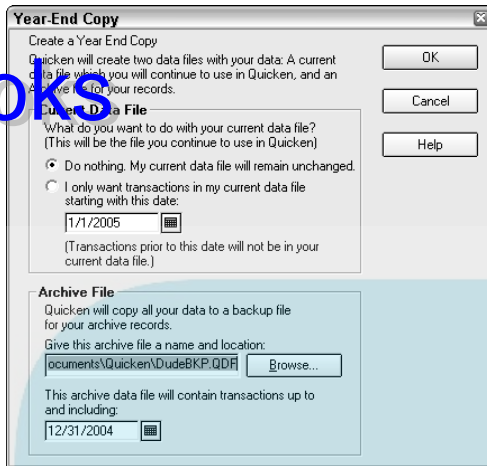 Year-End Copy
Create a Year End Copy
Quicken will create two data files with your data: A current
data file which you will continue to use in Quicken, and an
Archive file for your records.
oks
Current Data File
What do you want to do with your current data file?
(This will be the file you continue to use in Quicken)
Do nothing. My current data file will remain unchanged.
I only want transactions in my current data file
starting with this date:
1/1/2005
(Transactions prior to this date will not be in your
current data file.)
Archive File
Quicken will copy all your data to a backup file
for your archive records.
Give this archive file a name and location:
ocuments\Quicken\DudeBKP.QDF
Browse...
This archive data file will contain transactions up to
and including:
12/31/2004
OK
Cancel
Help